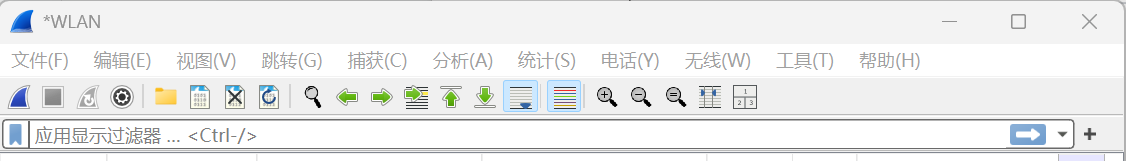 *WLAN
文件(F) 编辑(E) 视图(V) 跳转(G) 捕获(C) 分析(A) 统计(S) 电话(Y) 无线(W) 工具(T) 帮助(H)
应用显示过滤器 … <Ctrl-/>